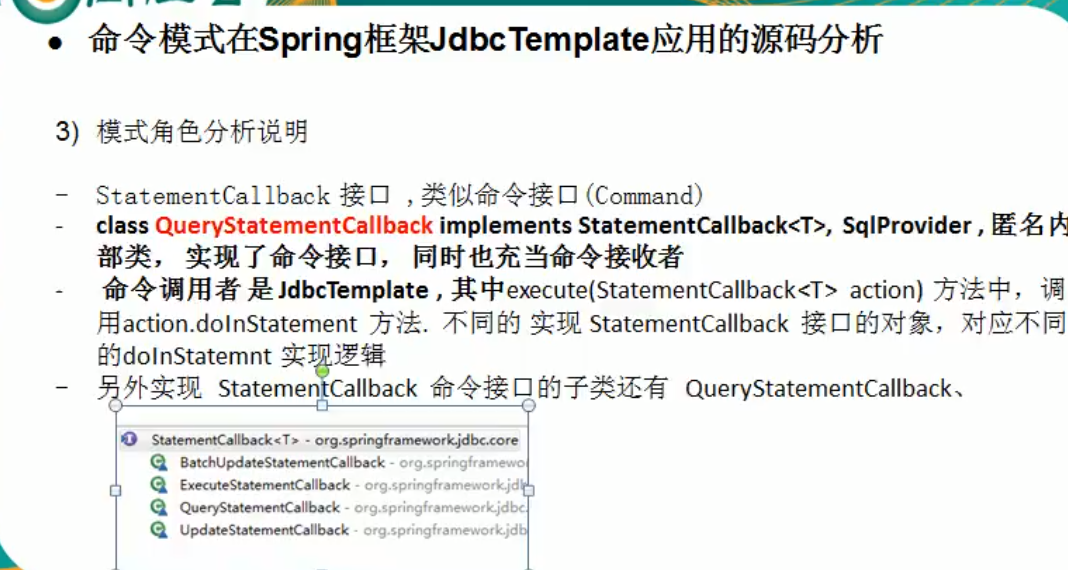 • 命令模式在Spring框架JdbcTemplate应用的源码分析
3) 模式角色分析说明
- StatementCallback 接口 ,类似命令接口(Command)
- class QueryStatementCallback implements StatementCallback<T>, SqlProvider , 匿名内
部类， 实现了命令接口， 同时也充当命令接收者
- 命令调用者 是 JdbcTemplate , 其中execute(StatementCallback<T> action) 方法中，调
用action.doInStatement 方法. 不同的 实现 StatementCallback 接口的对象，对应不同
的doInStatemnt 实现逻辑
- 另外实现 StatementCallback 命令接口的子类还有 QueryStatementCallback、
StatementCallback<T> - org.springframework.jdbc.core
BatchUpdateStatementCallback - org.springframewo
ExecuteStatementCallback - org.springframework.jdb
QueryStatementCallback - org.springframework.jdbc.
UpdateStatementCallback - org.springframework.jdb